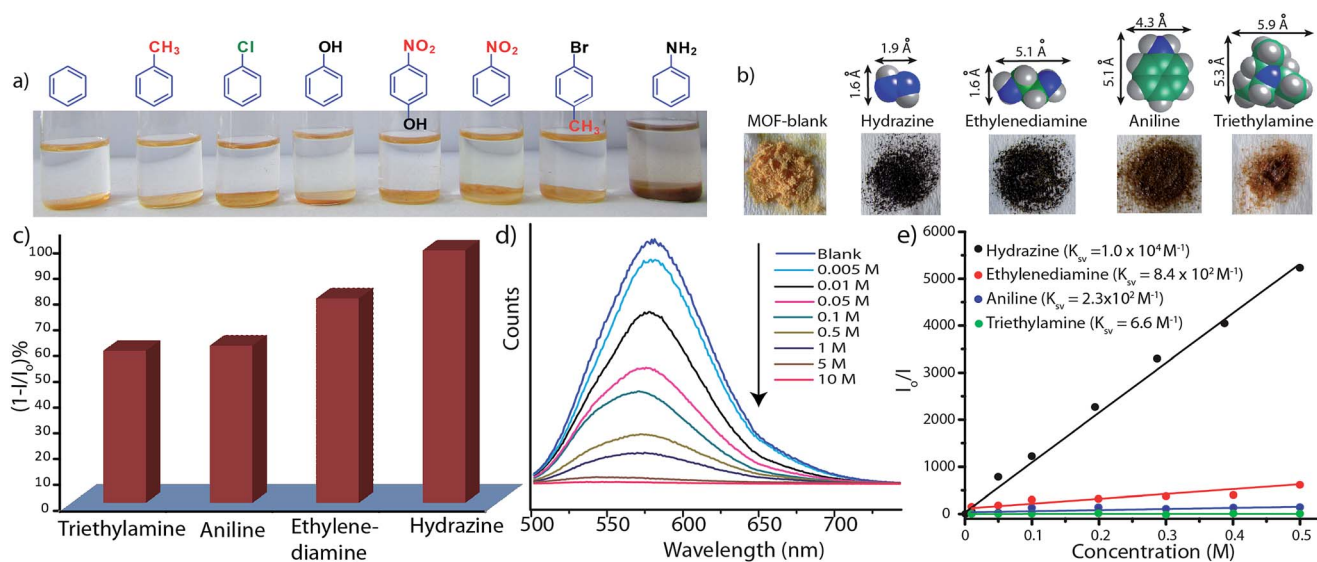 a)
CH3
Cl
OH
NO2
OH
NO2
Br
CH3
NH2
b)
1.9 Å
1.6 Å
5.1 Å
1.6 Å
4.3 Å
5.1 Å
5.9 Å
5.3 Å
MOF-blank
Hydrazine
Ethylenediamine
Aniline
Triethylamine
c)
(1-I/Io)%
100
90
80
70
60
50
40
30
20
10
0
Triethylamine
Aniline
Ethylene-
diamine
Hydrazine
d)
Counts
Blank
0.005 M
0.01 M
0.05 M
0.1 M
0.5 M
1 M
5 M
10 M
500
550
600
650
700
Wavelength (nm)
e)
Hydrazine (Ksv =1.0 x 10⁴ M⁻¹)
Ethylenediamine (Ksv = 8.4 x 10² M⁻¹)
Aniline (Ksv = 2.3x10² M⁻¹)
Triethylamine (Ksv = 6.6 M⁻¹)
Io/I
6000
5000
4000
3000
2000
1000
0
0
0.1
0.2
0.3
0.4
0.5
Concentration (M)